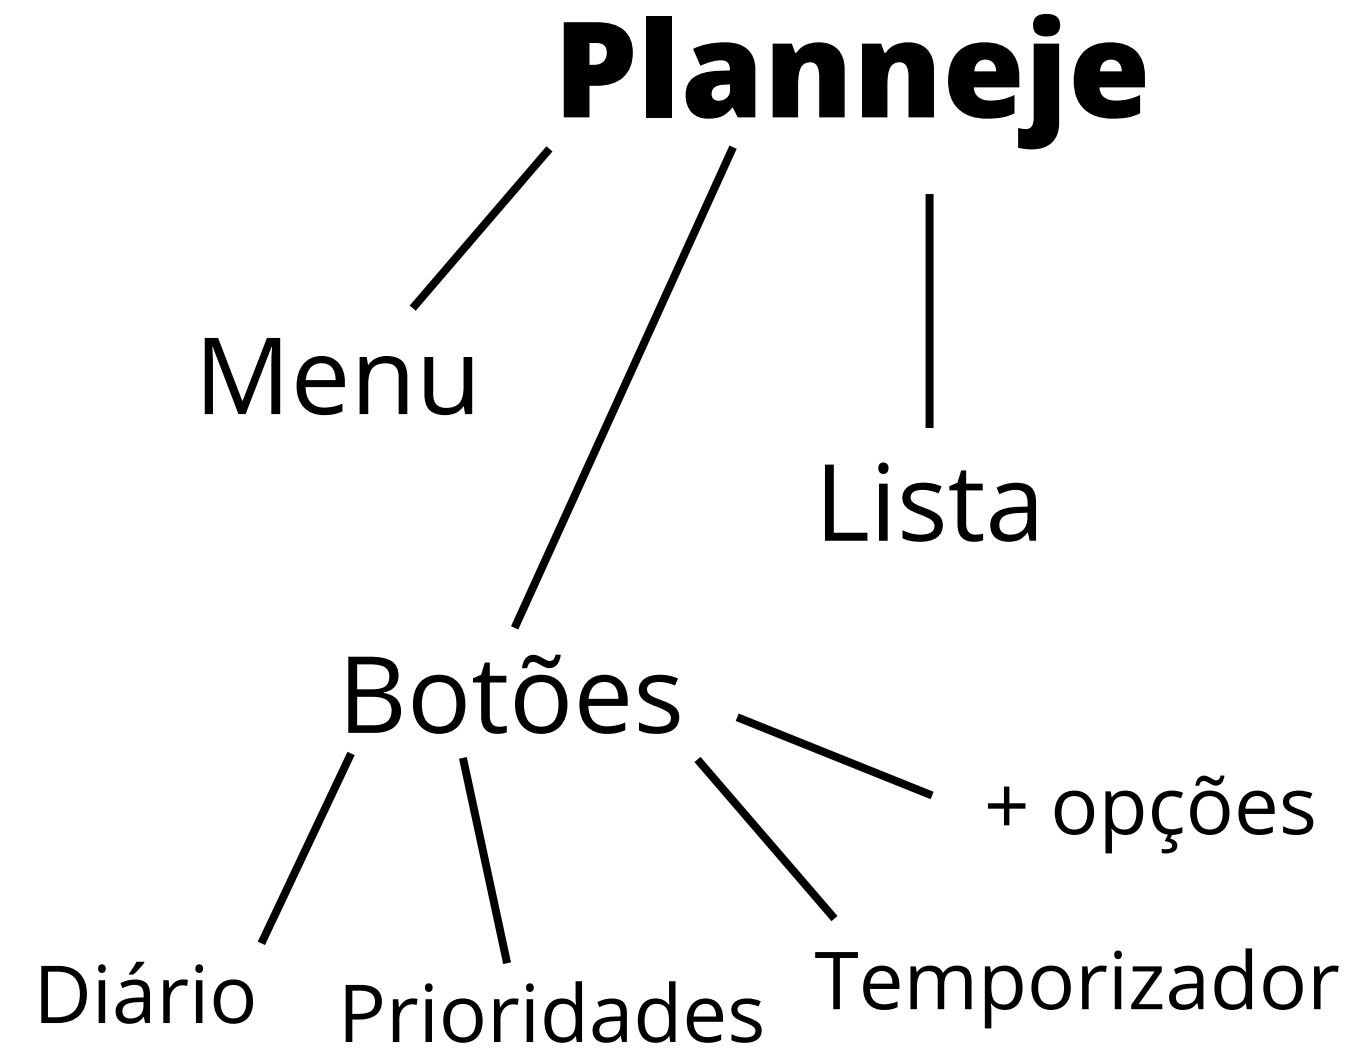 Planneje
Menu
Lista
Botões
+ opções
Diário
Prioridades
Temporizador